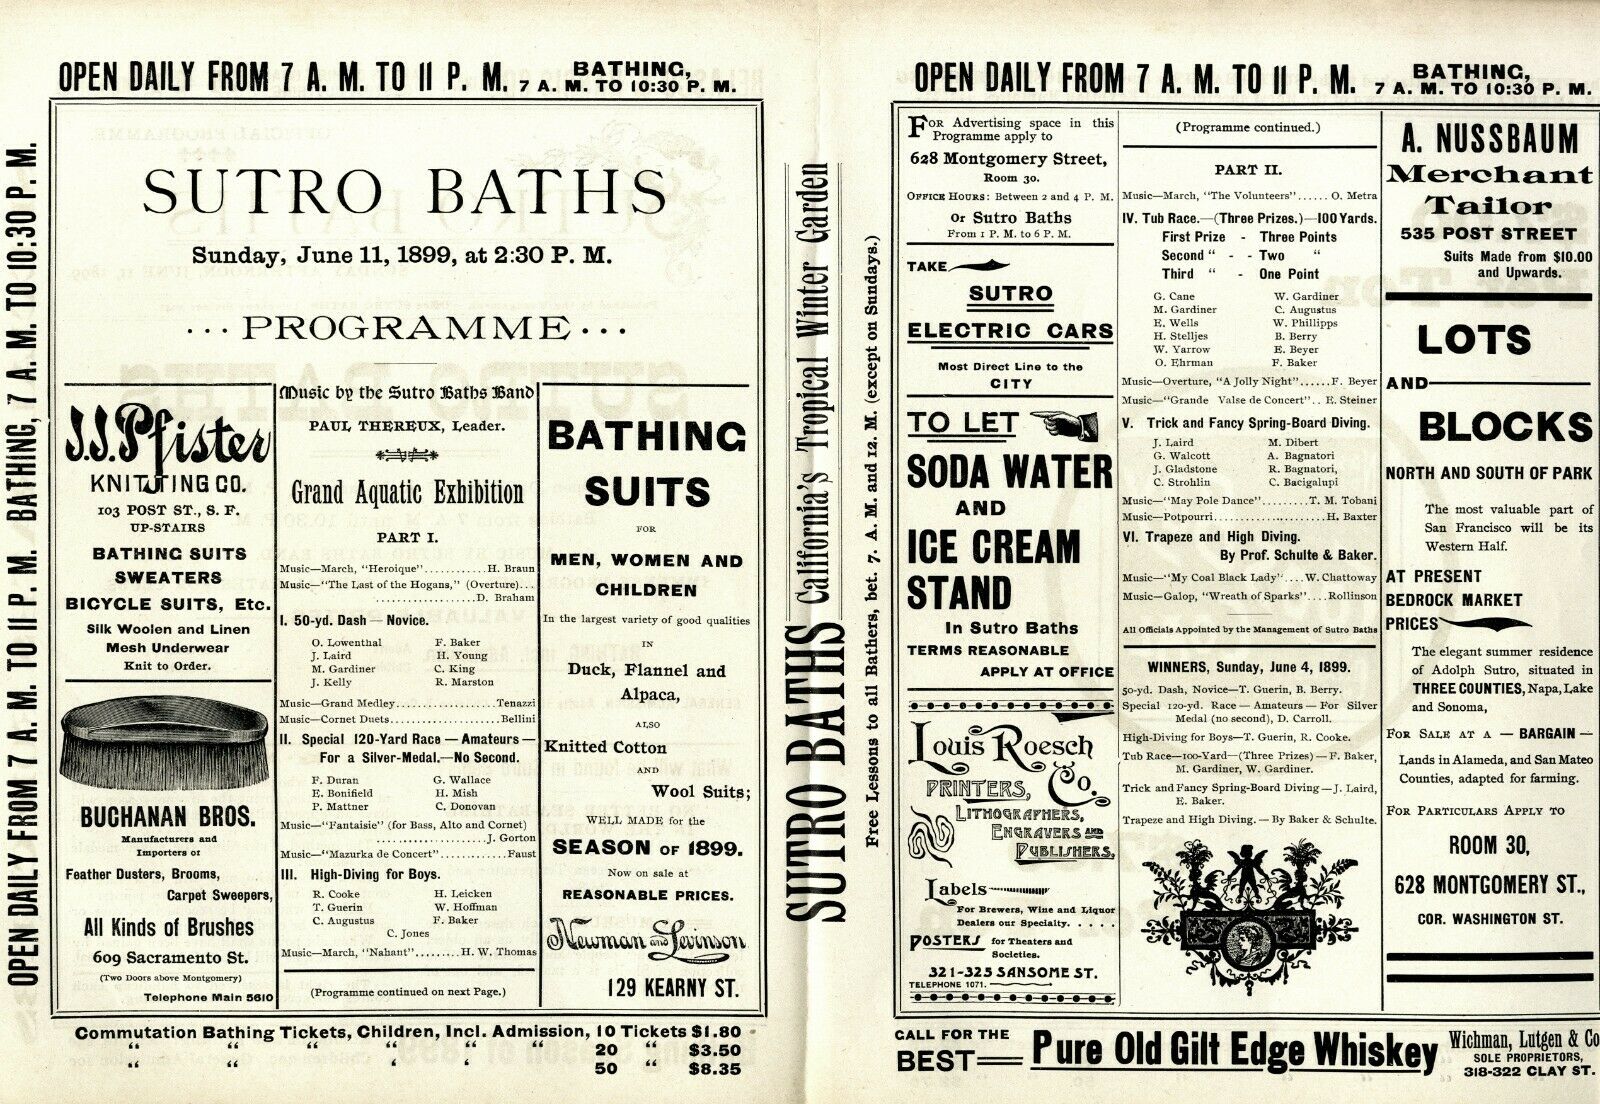 OPEN DAILY FROM 7 A. M. TO 11 P. M. BATHING, 7 A. M. TO 10:30 P. M.
OPEN DAILY FROM 7 A. M. TO 11 P. M. BATHING,
7 A. M. TO 10:30 P. M.
SUTRO BATHS
Sunday, June 11, 1899, at 2:30 P. M.
...PROGRAMME...
J.J. Pfister
KNITTING CO.
103 POST ST., S. F.
UP-STAIRS
BATHING SUITS
SWEATERS
BICYCLE SUITS, Etc.
Silk Woolen and Linen
Mesh Underwear
Knit to Order.
BUCHANAN BROS.
Manufacturers and
Importers of
Feather Dusters, Brooms,
Carpet Sweepers,
All Kinds of Brushes
609 Sacramento St.
(Two Doors above Montgomery)
Telephone Main 5610
Music by the Sutro Baths Band
PAUL THEREUX, Leader.
Grand Aquatic Exhibition
PART I.
Music—March, "Heroique"...........H. Braun
Music—"The Last of the Hogans," (Overture)...
..................D. Braham
I. 50-yd. Dash — Novice.
O. Lowenthal F. Baker
J. Laird H. Young
M. Gardiner C. King
J. Kelly R. Marston
Music—Grand Medley..................Tenazzi
Music—Cornet Duets...................Bellini
II. Special 120-Yard Race — Amateurs —
For a Silver-Medal.—No Second.
F. Duran G. Wallace
E. Bonifield H. Mish
P. Mattner C. Donovan
Music—"Fantaisie" (for Bass, Alto and Cornet)
...................J. Gorton
Music—"Mazurka de Concert"............Faust
III. High-Diving for Boys.
R. Cooke H. Leicken
T. Guerin W. Hoffman
C. Augustus F. Baker
C. Jones
Music—March, "Nahant".........H. W. Thomas
(Programme continued on next Page.)
BATHING
SUITS
FOR
MEN, WOMEN AND
CHILDREN
In the largest variety of good qualities
IN
Duck, Flannel and
Alpaca,
ALSO
Knitted Cotton
AND
Wool Suits;
WELL MADE for the
SEASON OF 1899.
Now on sale at
REASONABLE PRICES.
Newman and Levinson
129 KEARNY ST.
Commutation Bathing Tickets, Children, Incl. Admission, 10 Tickets $1.80
" " " " " " 20 " $3.50
" " " " " 50 " $8.35
SUTRO BATHS California's Tropical Winter Garden
Free Lessons to all Bathers, bet. 7. A. M. and 12. M. (except on Sundays.)
OPEN DAILY FROM 7 A. M. TO 11 P. M. BATHING,
7 A. M. TO 10:30 P. M.
FOR Advertising space in this
Programme apply to
628 Montgomery Street,
Room 30.
OFFICE HOURS: Between 2 and 4 P. M.
Or Sutro Baths
From 1 P. M. to 6 P. M.
TAKE
SUTRO
ELECTRIC CARS
Most Direct Line to the
CITY
TO LET
SODA WATER
AND
ICE CREAM
STAND
In Sutro Baths
TERMS REASONABLE
APPLY AT OFFICE
Louis Roesch
Co.
PRINTERS,
LITHOGRAPHERS,
ENGRAVERS AND
PUBLISHERS,
Labels
For Brewers, Wine and Liquor
Dealers our Specialty. . . . .
POSTERS for Theaters and
Societies.
321-325 SANSOME ST.
TELEPHONE 1071.
(Programme continued.)
PART II.
Music—March, "The Volunteers"...... O. Metra
IV. Tub Race.—(Three Prizes.)—100 Yards.
First Prize - Three Points
Second " - - Two "
Third " - One Point
G. Cane W. Gardiner
M. Gardiner C. Augustus
E. Wells W. Phillipps
H. Stelljes B. Berry
W. Yarrow E. Beyer
O. Ehrman F. Baker
Music—Overture, "A Jolly Night"......F. Beyer
Music—"Grande Valse de Concert".. E. Steiner
V. Trick and Fancy Spring-Board Diving.
J. Laird M. Dibert
G. Walcott A. Bagnatori
J. Gladstone R. Bagnatori,
C. Strohlin C. Bacigalupi
Music—"May Pole Dance".........T. M. Tobani
Music—Potpourri.......................H. Baxter
VI. Trapeze and High Diving.
By Prof. Schulte & Baker.
Music—"My Coal Black Lady"....W. Chattoway
Music—Galop, "Wreath of Sparks"....Rollinson
All Officials Appointed by the Management of Sutro Baths
WINNERS, Sunday, June 4, 1899.
50-yd. Dash, Novice—T. Guerin, B. Berry.
Special 120-yd. Race — Amateurs — For Silver
Medal (no second), D. Carroll.
High-Diving for Boys—T. Guerin, R. Cooke.
Tub Race—100-Yard—(Three Prizes) — F. Baker,
M. Gardiner, W. Gardiner.
Trick and Fancy Spring-Board Diving—J. Laird,
E. Baker.
Trapeze and High Diving. — By Baker & Schulte.
A. NUSSBAUM
Merchant
Tailor
535 POST STREET
Suits Made from $10.00
and Upwards.
LOTS
AND
BLOCKS
NORTH AND SOUTH OF PARK
The most valuable part of
San Francisco will be its
Western Half.
AT PRESENT
BEDROCK MARKET
PRICES
The elegant summer residence
of Adolph Sutro, situated in
THREE COUNTIES, Napa, Lake
and Sonoma,
FOR SALE AT A — BARGAIN —
Lands in Alameda, and San Mateo
Counties, adapted for farming.
FOR PARTICULARS APPLY TO
ROOM 30,
628 MONTGOMERY ST.,
COR. WASHINGTON ST.
CALL FOR THE
BEST
Pure Old Gilt Edge Whiskey
Wichman, Lutgen & Co
SOLE PROPRIETORS,
318-322 CLAY ST.